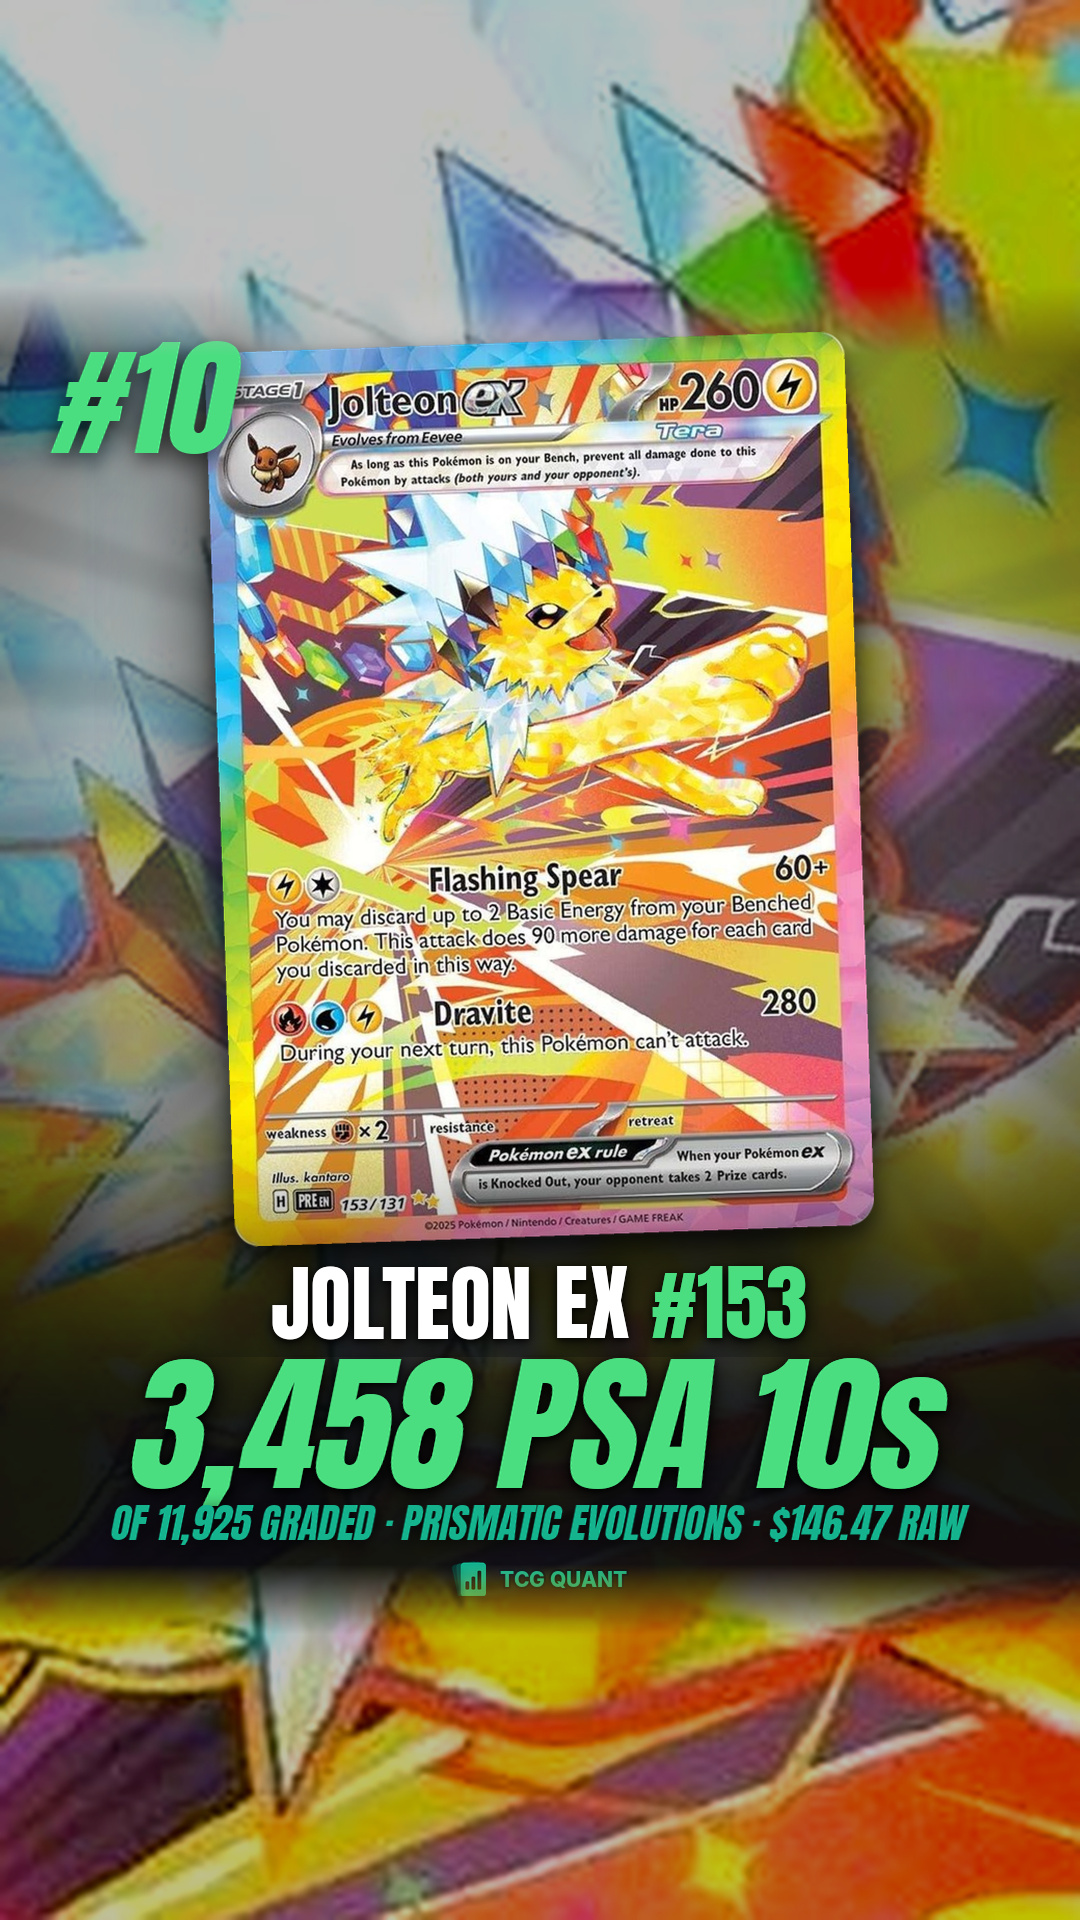 #10
STAGE 1
Jolteon ex
HP 260
Evolves from Eevee
Tera
As long as this Pokémon is on your Bench, prevent all damage done to this
Pokémon by attacks (both yours and your opponent's).
Flashing Spear
60+
You may discard up to 2 Basic Energy from your Benched
Pokémon. This attack does 90 more damage for each card
you discarded in this way.
Dravite
280
During your next turn, this Pokémon can't attack.
weakness ×2
resistance
retreat
Pokémon ex rule
When your Pokémon ex
is Knocked Out, your opponent takes 2 Prize cards.
Illus. kantaro
H PRE EN 153/131
©2025 Pokémon / Nintendo / Creatures / GAME FREAK
JOLTEON EX #153
3,458 PSA 10s
OF 11,925 GRADED · PRISMATIC EVOLUTIONS · $146.47 RAW
TCG QUANT